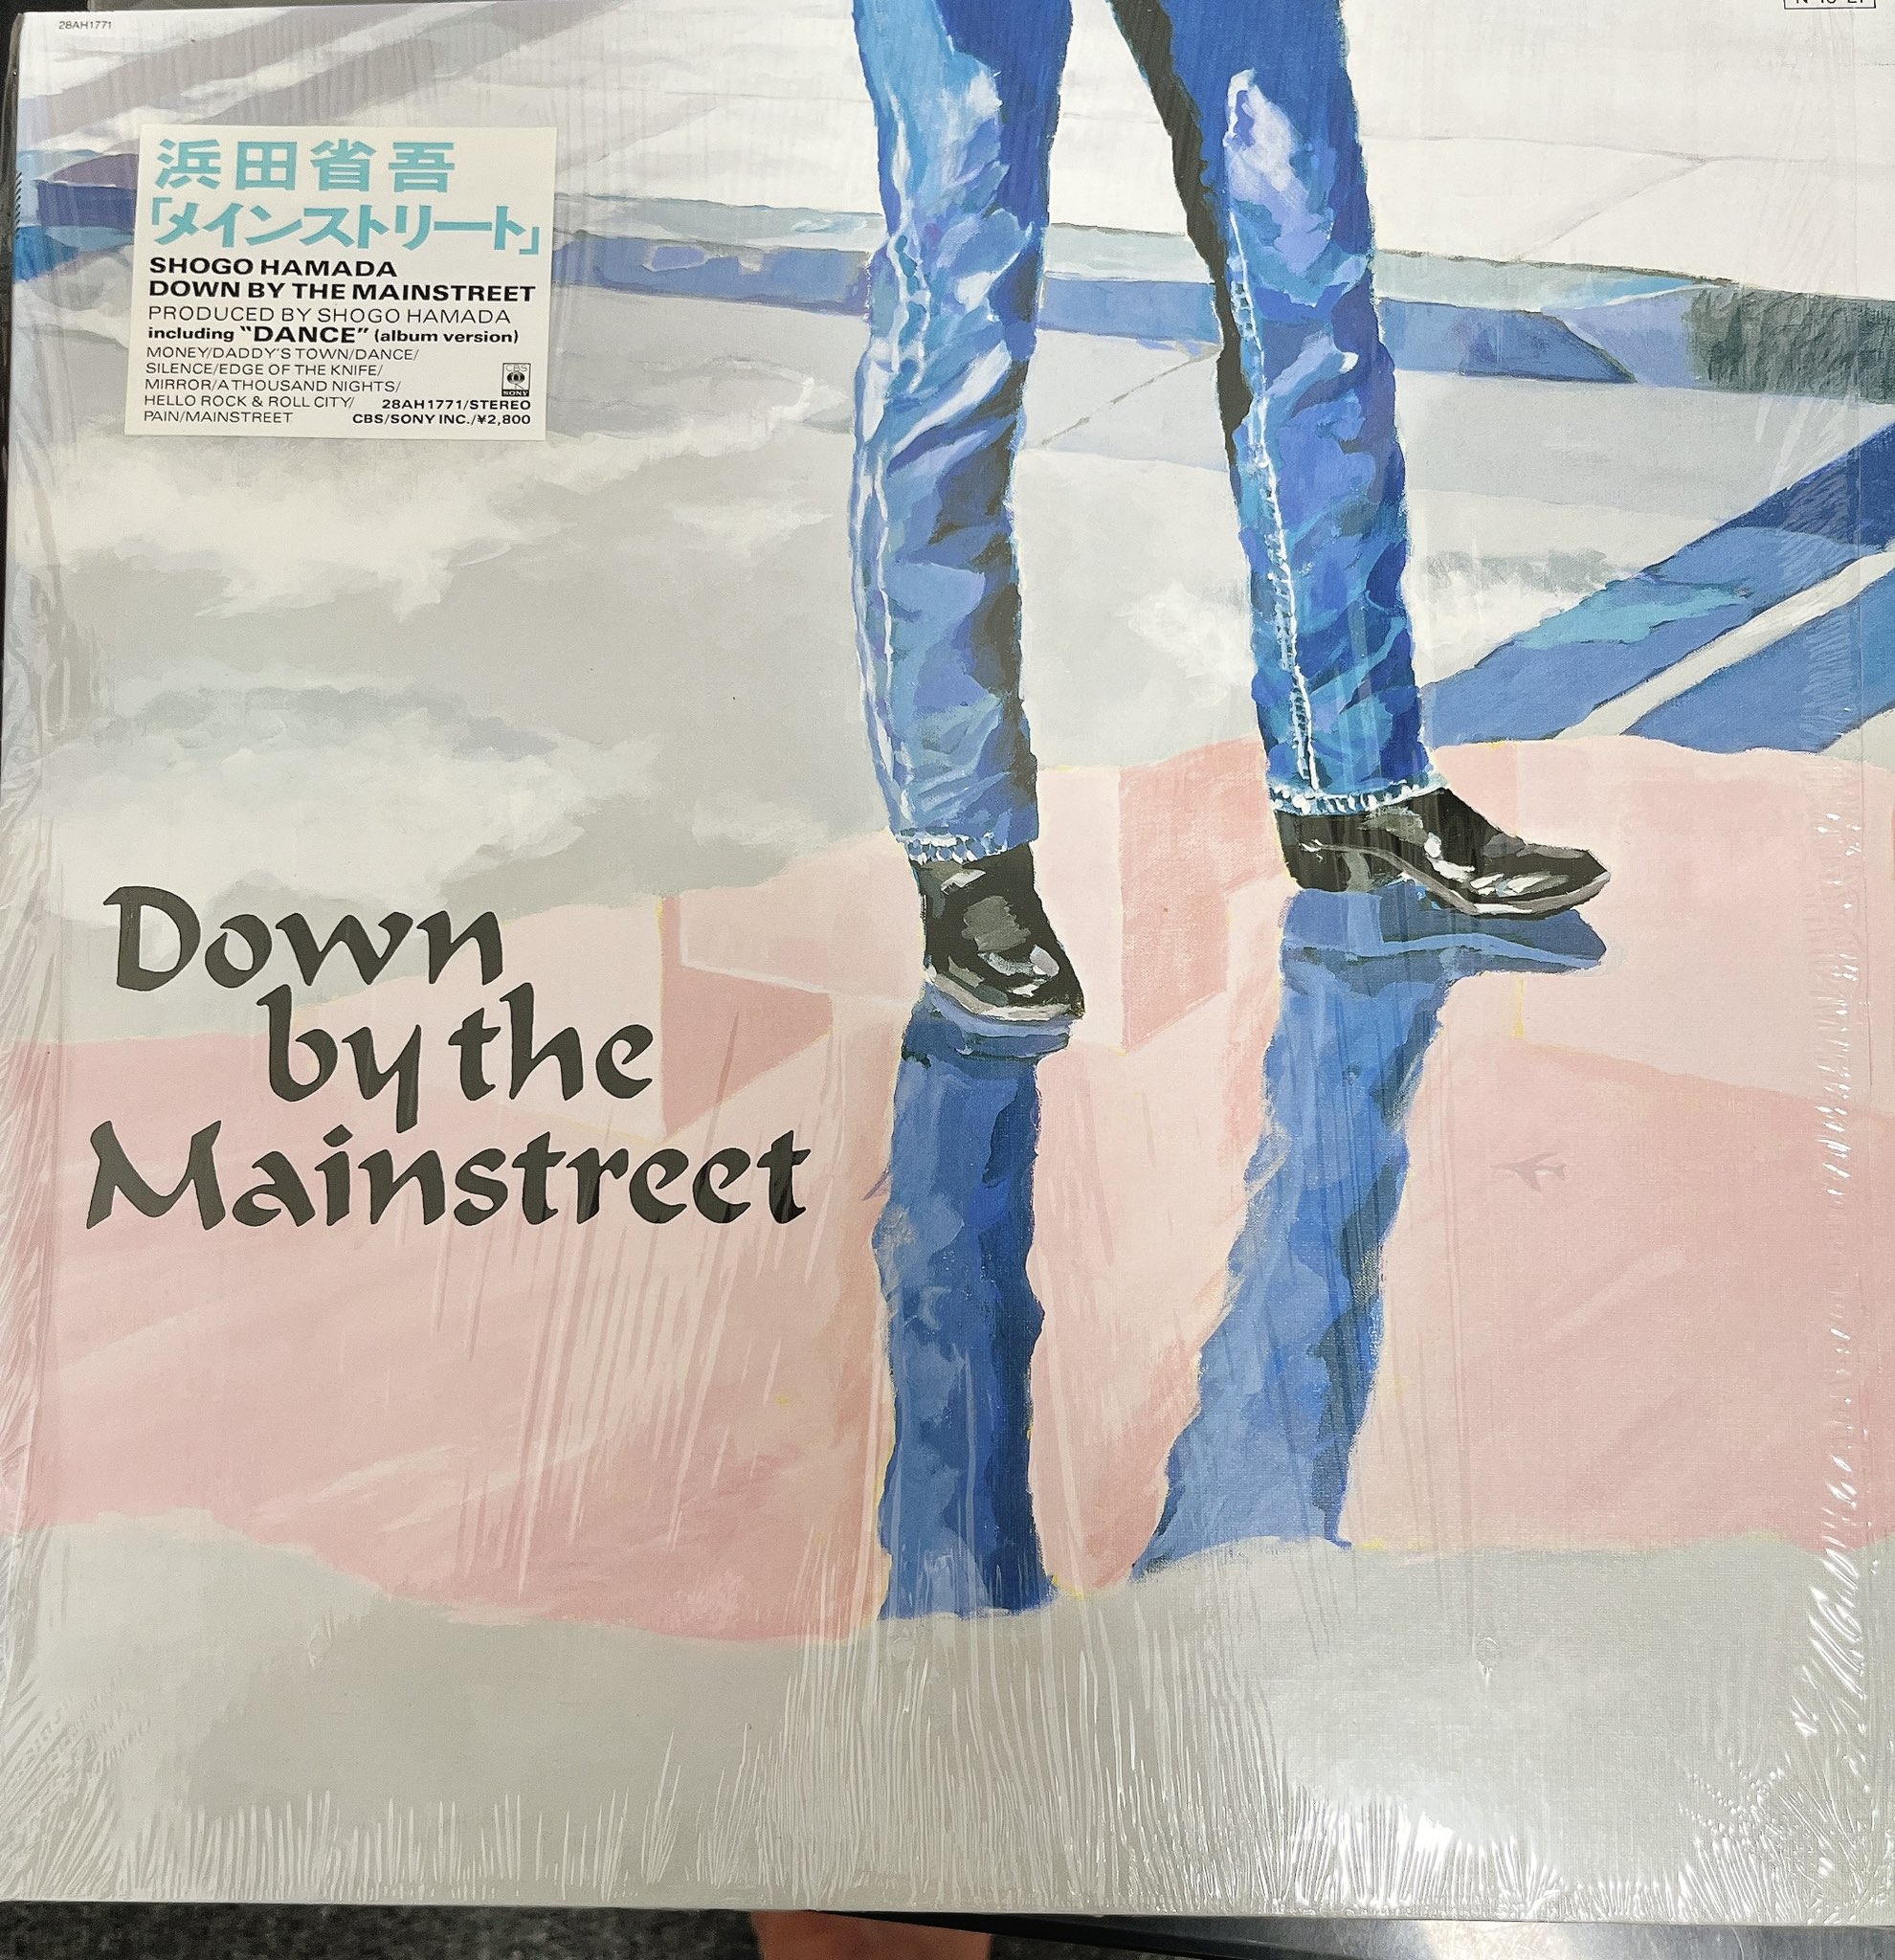 28AH1771
浜田省吾
「メインストリート」
SHOGO HAMADA
DOWN BY THE MAINSTREET
PRODUCED BY SHOGO HAMADA
including “DANCE” (album version)
MONEY/DADDY'S TOWN/DANCE/
SILENCE/EDGE OF THE KNIFE/
MIRROR/A THOUSAND NIGHTS/
HELLO ROCK & ROLL CITY/
PAIN/MAINSTREET
CBS
SONY
28AH1771/STEREO
CBS/SONY INC./¥2,800
Down
by the
Mainstreet